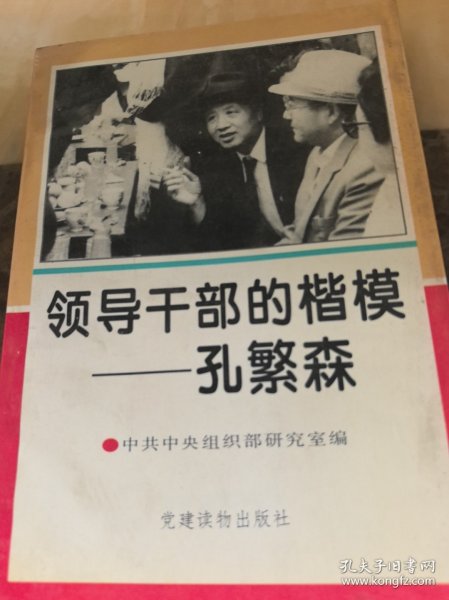 领导干部的楷模
——孔繁森
●中共中央组织部研究室编
党建读物出版社
孔夫子旧书网
www.kongfz.com